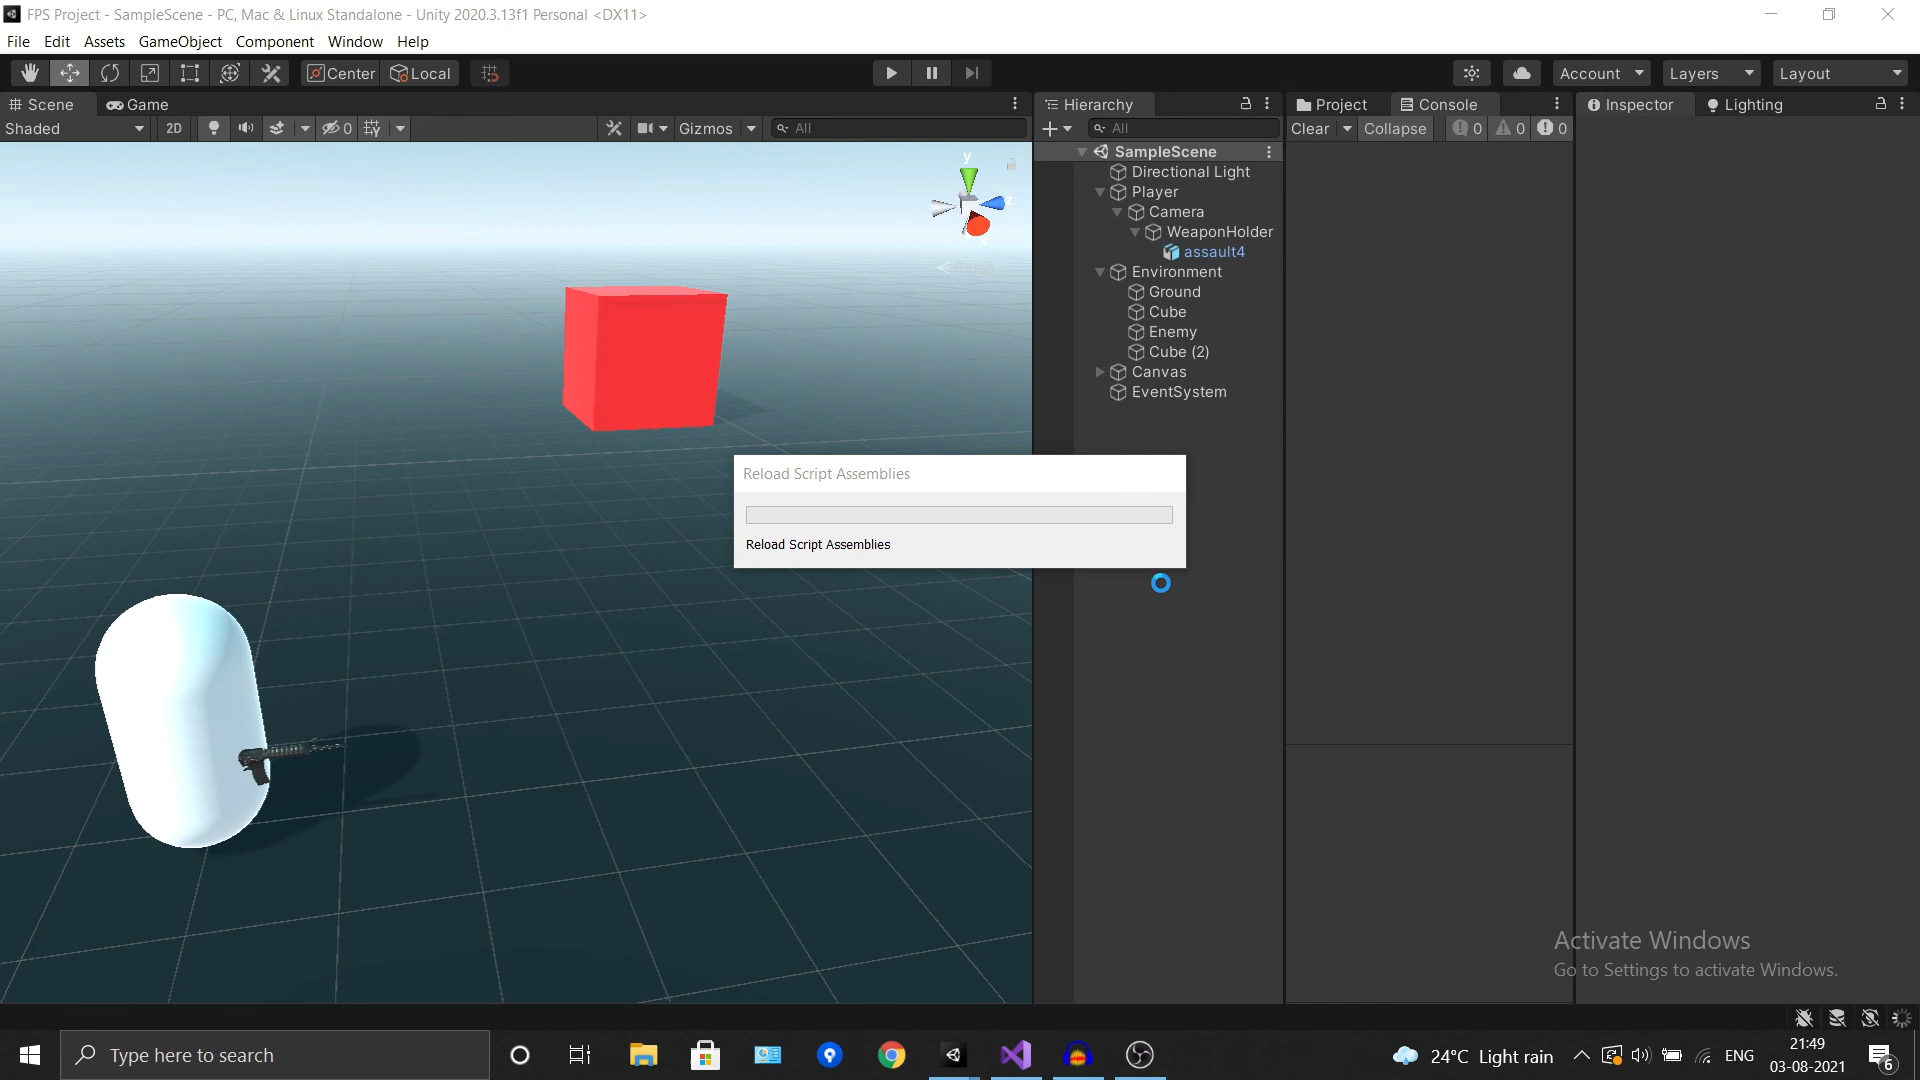 FPS Project - SampleScene - PC, Mac & Linux Standalone - Unity 2020.3.13f1 Personal <DX11>
File Edit Assets GameObject Component Window Help
Center Local Account Layers Layout
Scene Game Hierarchy Project Console Inspector Lighting
Shaded 2D 0 Gizmos All All Clear Collapse 0 0 0
SampleScene
Directional Light
Player
Camera
WeaponHolder
assault4
Environment
Ground
Cube
Enemy
Cube (2)
Canvas
EventSystem
y
z
x
Persp
Reload Script Assemblies
Reload Script Assemblies
Activate Windows
Go to Settings to activate Windows.
Type here to search
24°C Light rain
ENG
21:49
03-08-2021
6